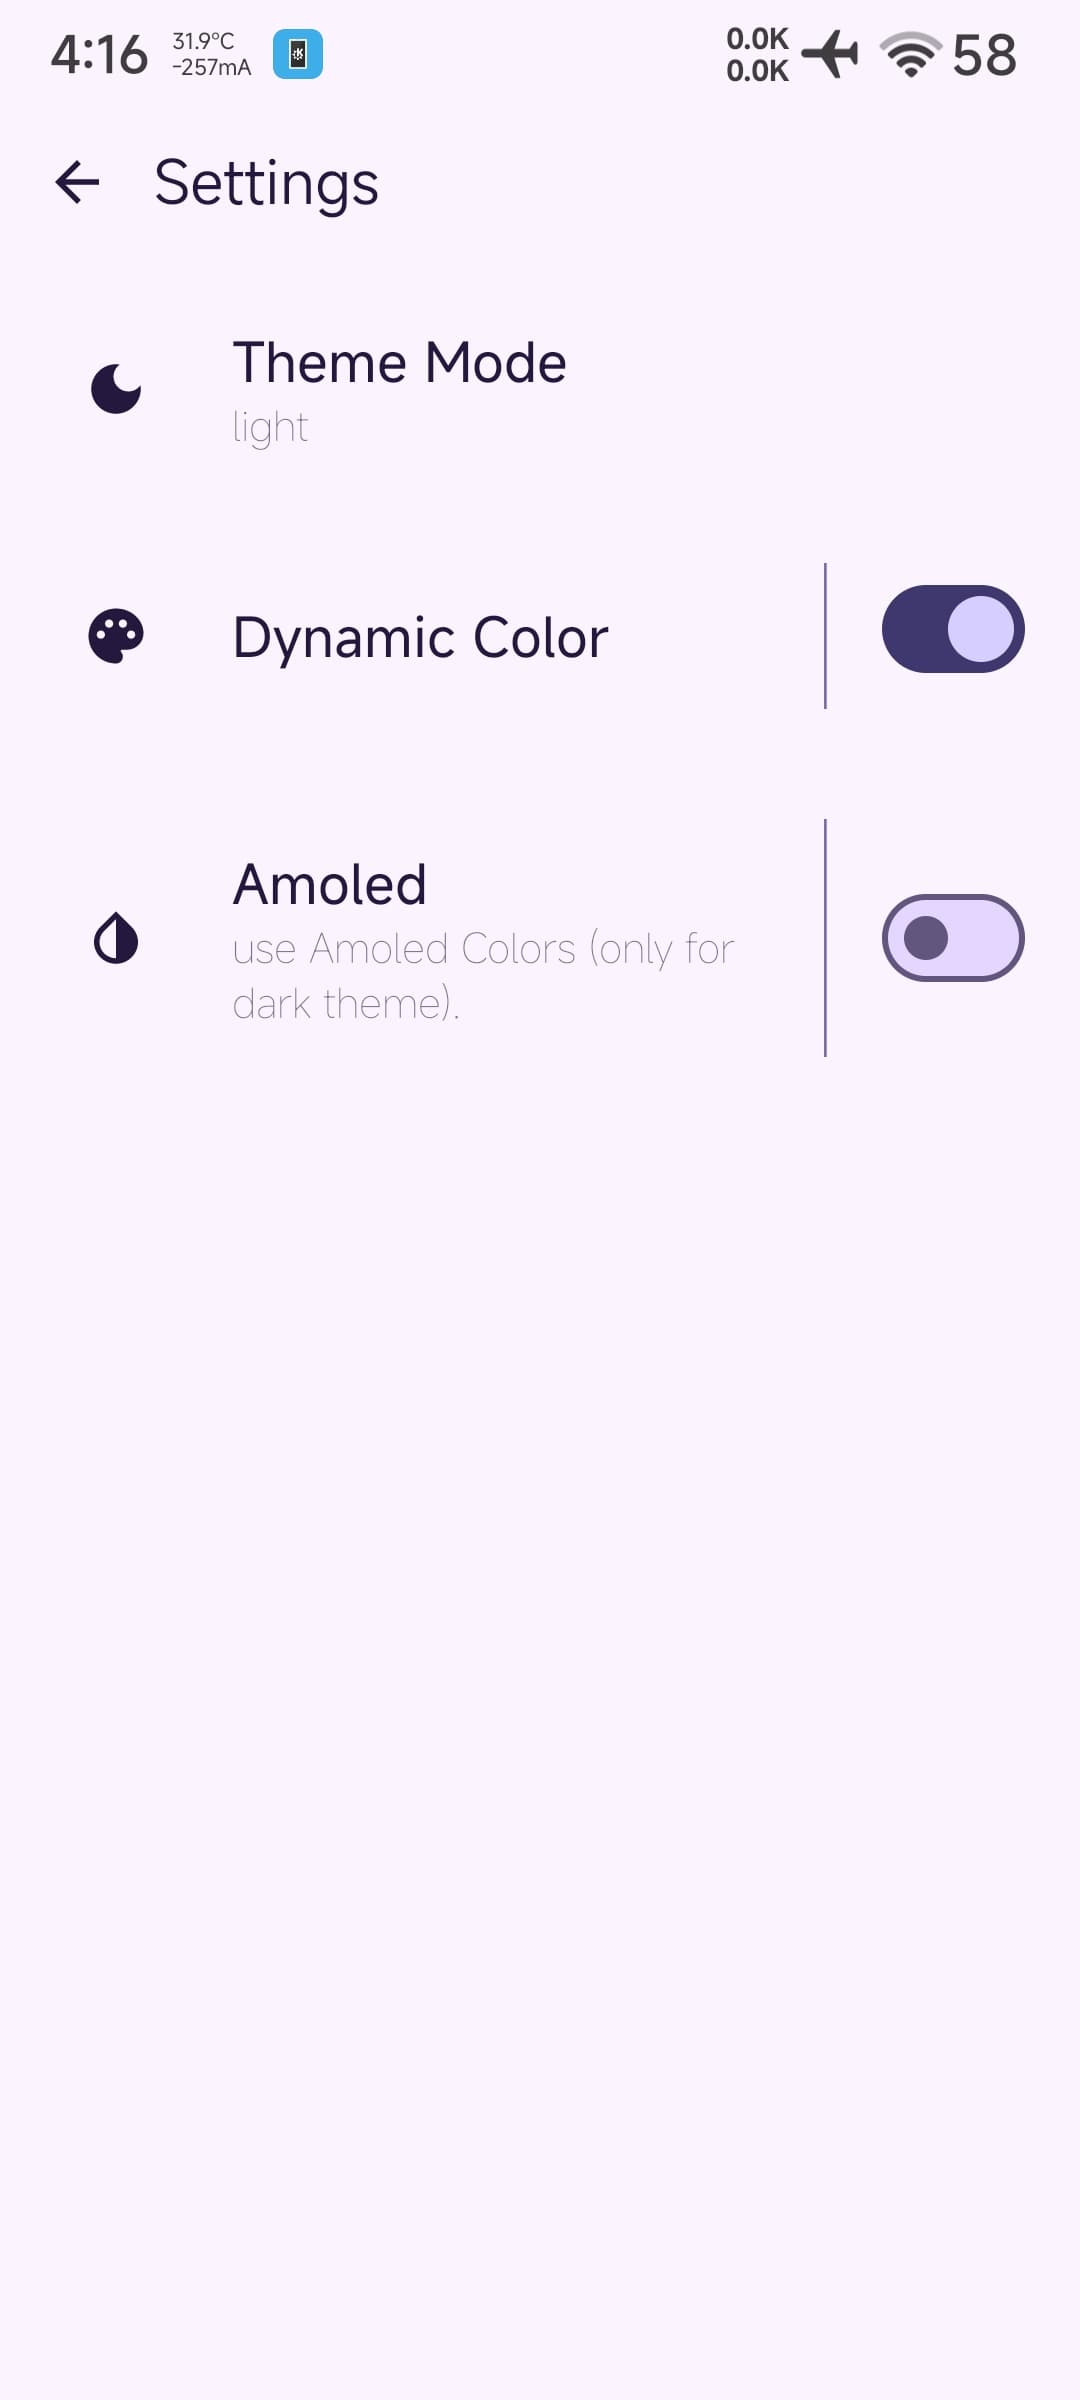 4:16
31.9°C
-257mA
0.0K
0.0K
58
Settings
Theme Mode
light
Dynamic Color
Amoled
use Amoled Colors (only for
dark theme).